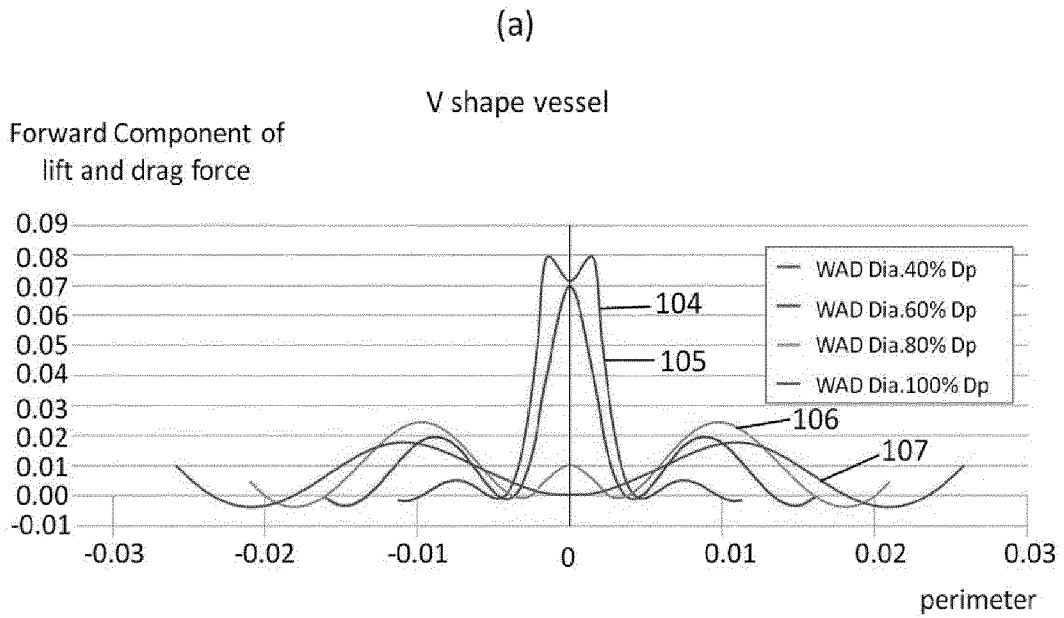 (a)
V shape vessel
Forward Component of
lift and drag force
0.09
0.08
0.07
0.06
0.05
0.04
0.03
0.02
0.01
0.00
-0.01
WAD Dia.40% Dp
WAD Dia.60% Dp
WAD Dia.80% Dp
WAD Dia.100% Dp
104
105
106
107
-0.03
-0.02
-0.01
0
0.01
0.02
0.03
perimeter